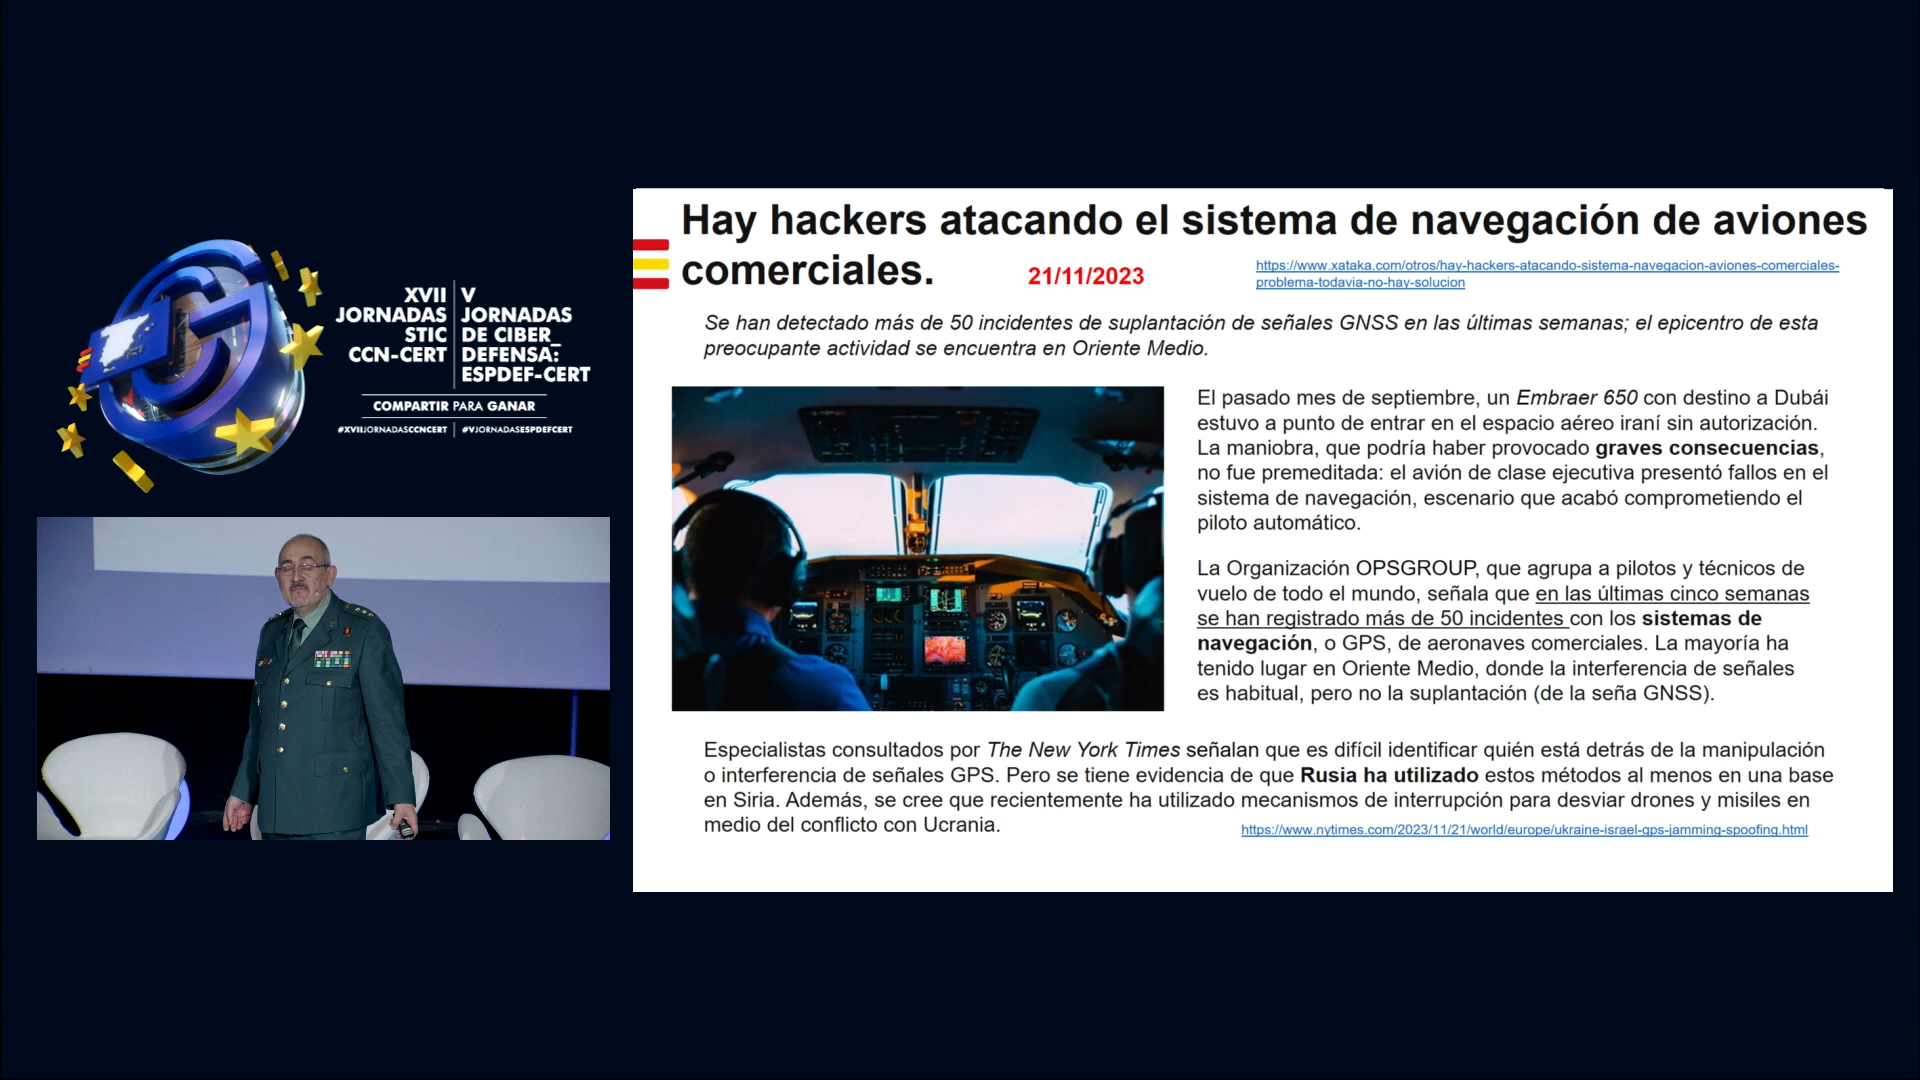 XVII
JORNADAS
STIC
CCN-CERT
V
JORNADAS
DE CIBER_
DEFENSA:
ESPDEF-CERT
COMPARTIR PARA GANAR
#XVIIJORNADASCCNCERT
#VJORNADASESPDEFCERT
Hay hackers atacando el sistema de navegación de aviones
comerciales.
21/11/2023
https://www.xataka.com/otros/hay-hackers-atacando-sistema-navegacion-aviones-comerciales-
problema-todavia-no-hay-solucion
Se han detectado más de 50 incidentes de suplantación de señales GNSS en las últimas semanas; el epicentro de esta
preocupante actividad se encuentra en Oriente Medio.
El pasado mes de septiembre, un Embraer 650 con destino a Dubái
estuvo a punto de entrar en el espacio aéreo iraní sin autorización.
La maniobra, que podría haber provocado graves consecuencias,
no fue premeditada: el avión de clase ejecutiva presentó fallos en el
sistema de navegación, escenario que acabó comprometiendo el
piloto automático.
La Organización OPSGROUP, que agrupa a pilotos y técnicos de
vuelo de todo el mundo, señala que en las últimas cinco semanas
se han registrado más de 50 incidentes con los sistemas de
navegación, o GPS, de aeronaves comerciales. La mayoría ha
tenido lugar en Oriente Medio, donde la interferencia de señales
es habitual, pero no la suplantación (de la seña GNSS).
Especialistas consultados por The New York Times señalan que es difícil identificar quién está detrás de la manipulación
o interferencia de señales GPS. Pero se tiene evidencia de que Rusia ha utilizado estos métodos al menos en una base
en Siria. Además, se cree que recientemente ha utilizado mecanismos de interrupción para desviar drones y misiles en
medio del conflicto con Ucrania.
https://www.nytimes.com/2023/11/21/world/europe/ukraine-israel-gps-jamming-spoofing.html